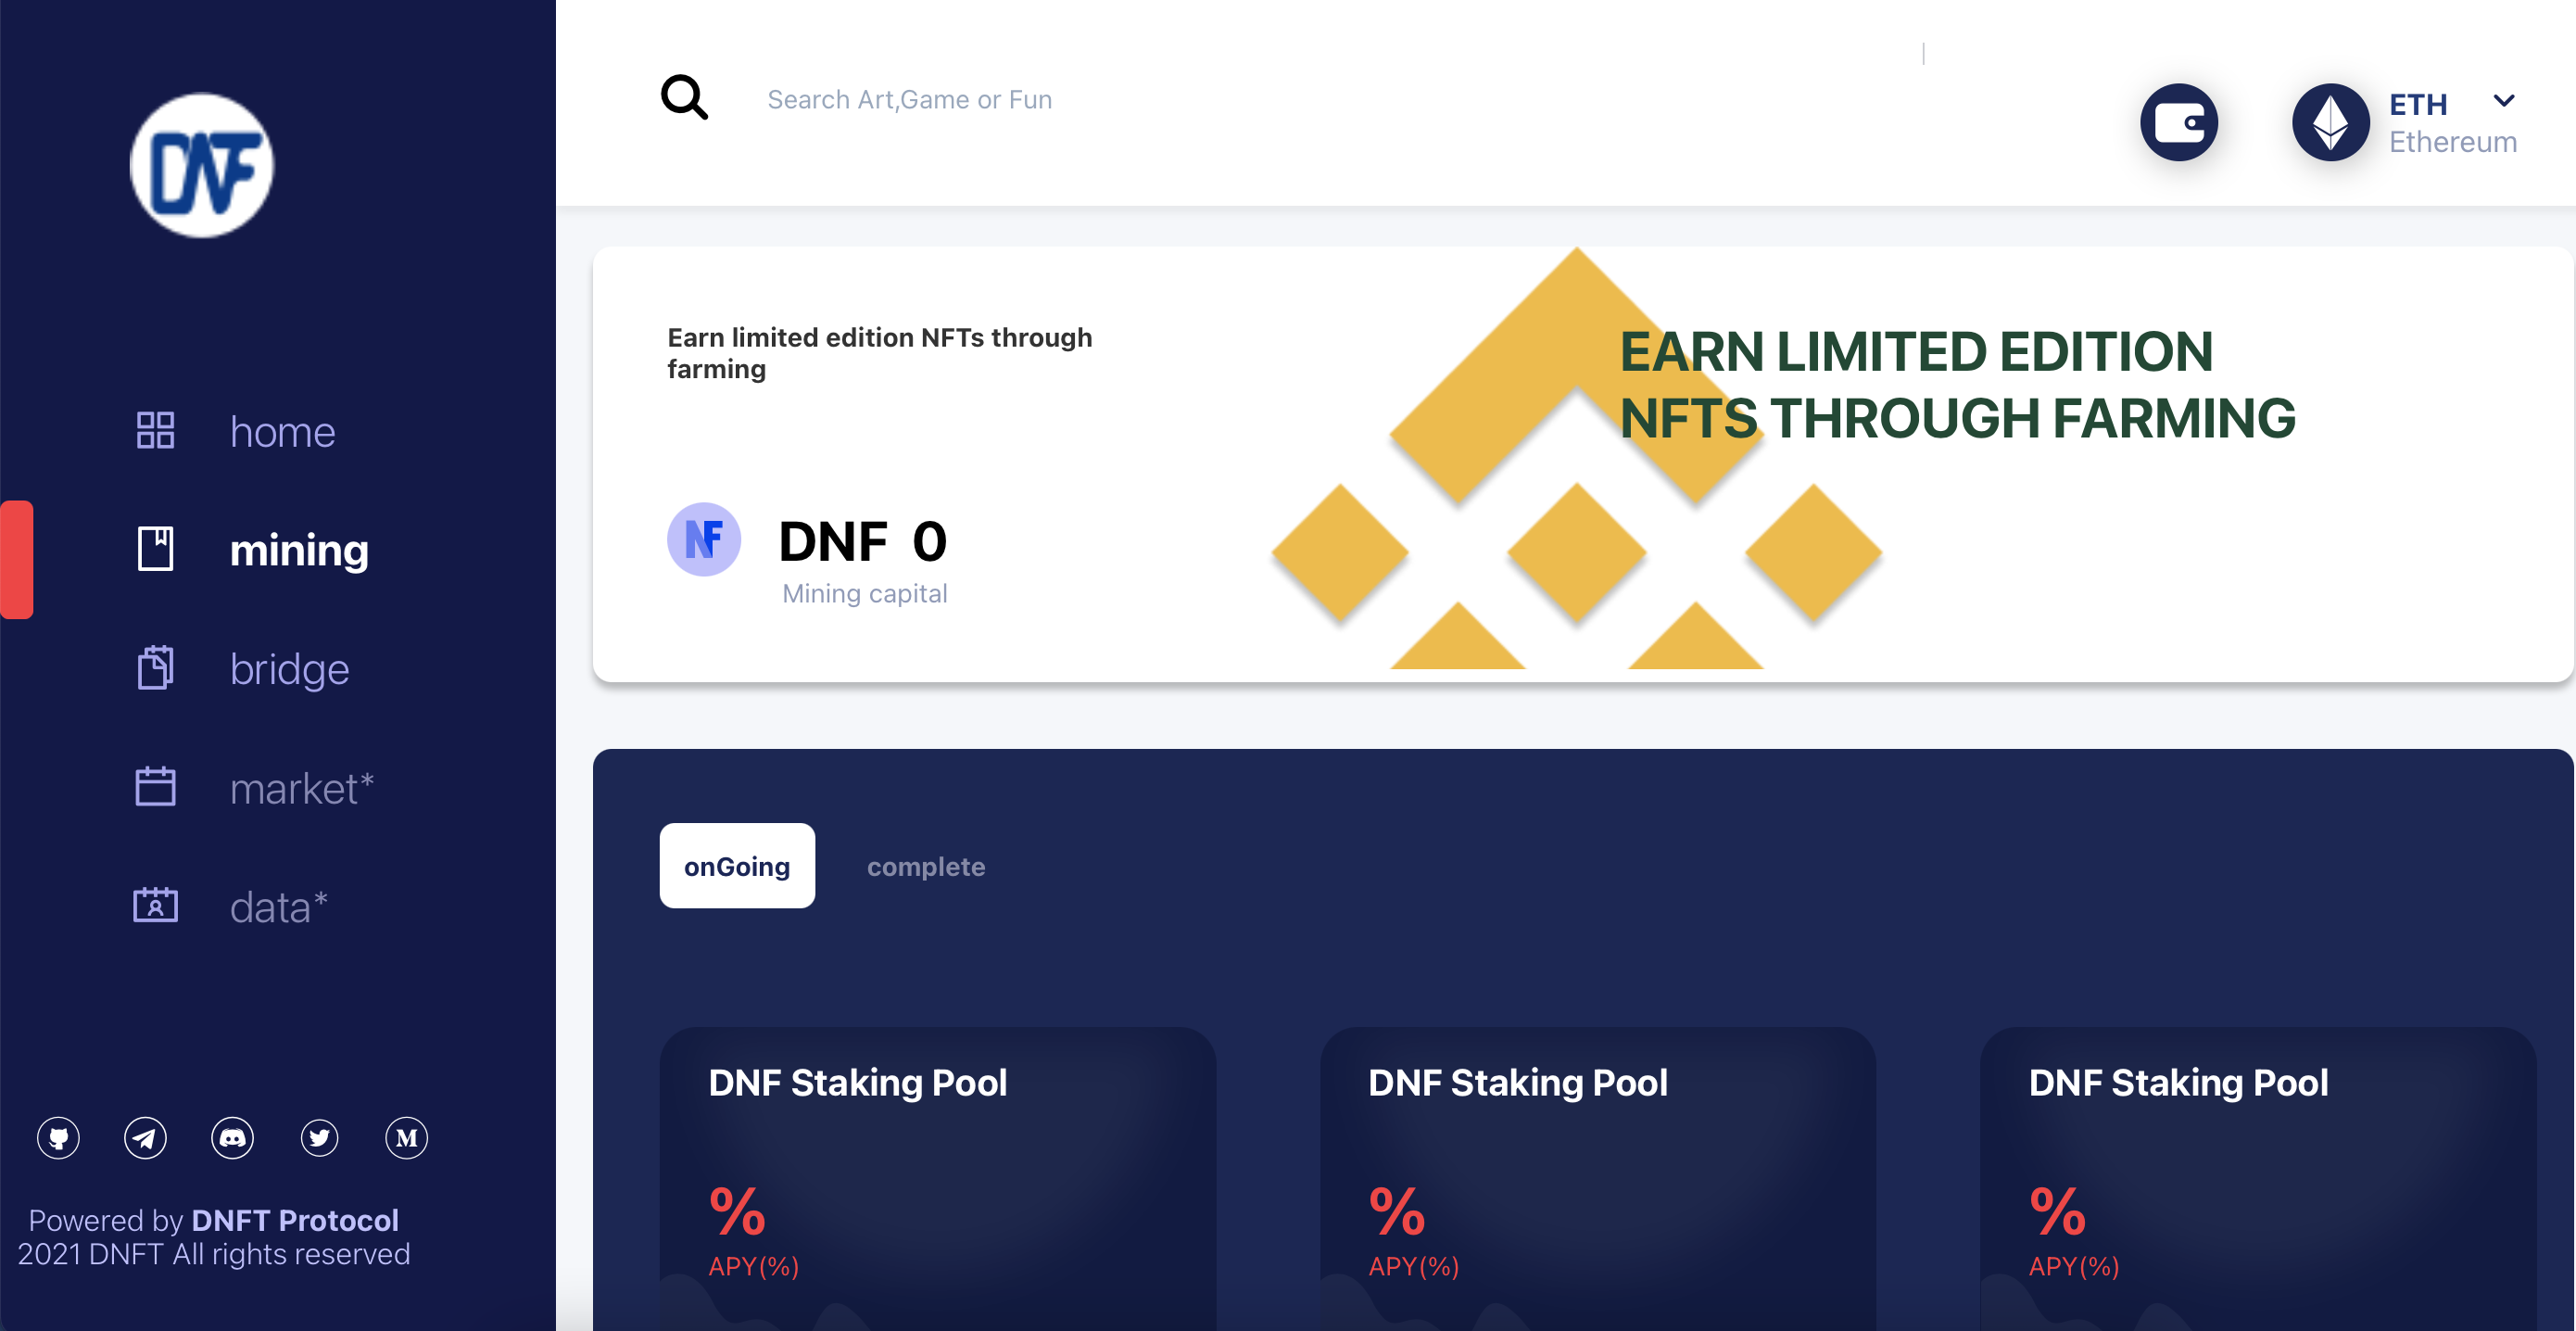 DNF
home
mining
bridge
market*
data*
M
Powered by DNFT Protocol
2021 DNFT All rights reserved
Search Art,Game or Fun
ETH
Ethereum
Earn limited edition NFTs through
farming
NF
DNF 0
Mining capital
EARN LIMITED EDITION
NFTS THROUGH FARMING
onGoing
complete
DNF Staking Pool
%
APY(%)
DNF Staking Pool
%
APY(%)
DNF Staking Pool
%
APY(%)